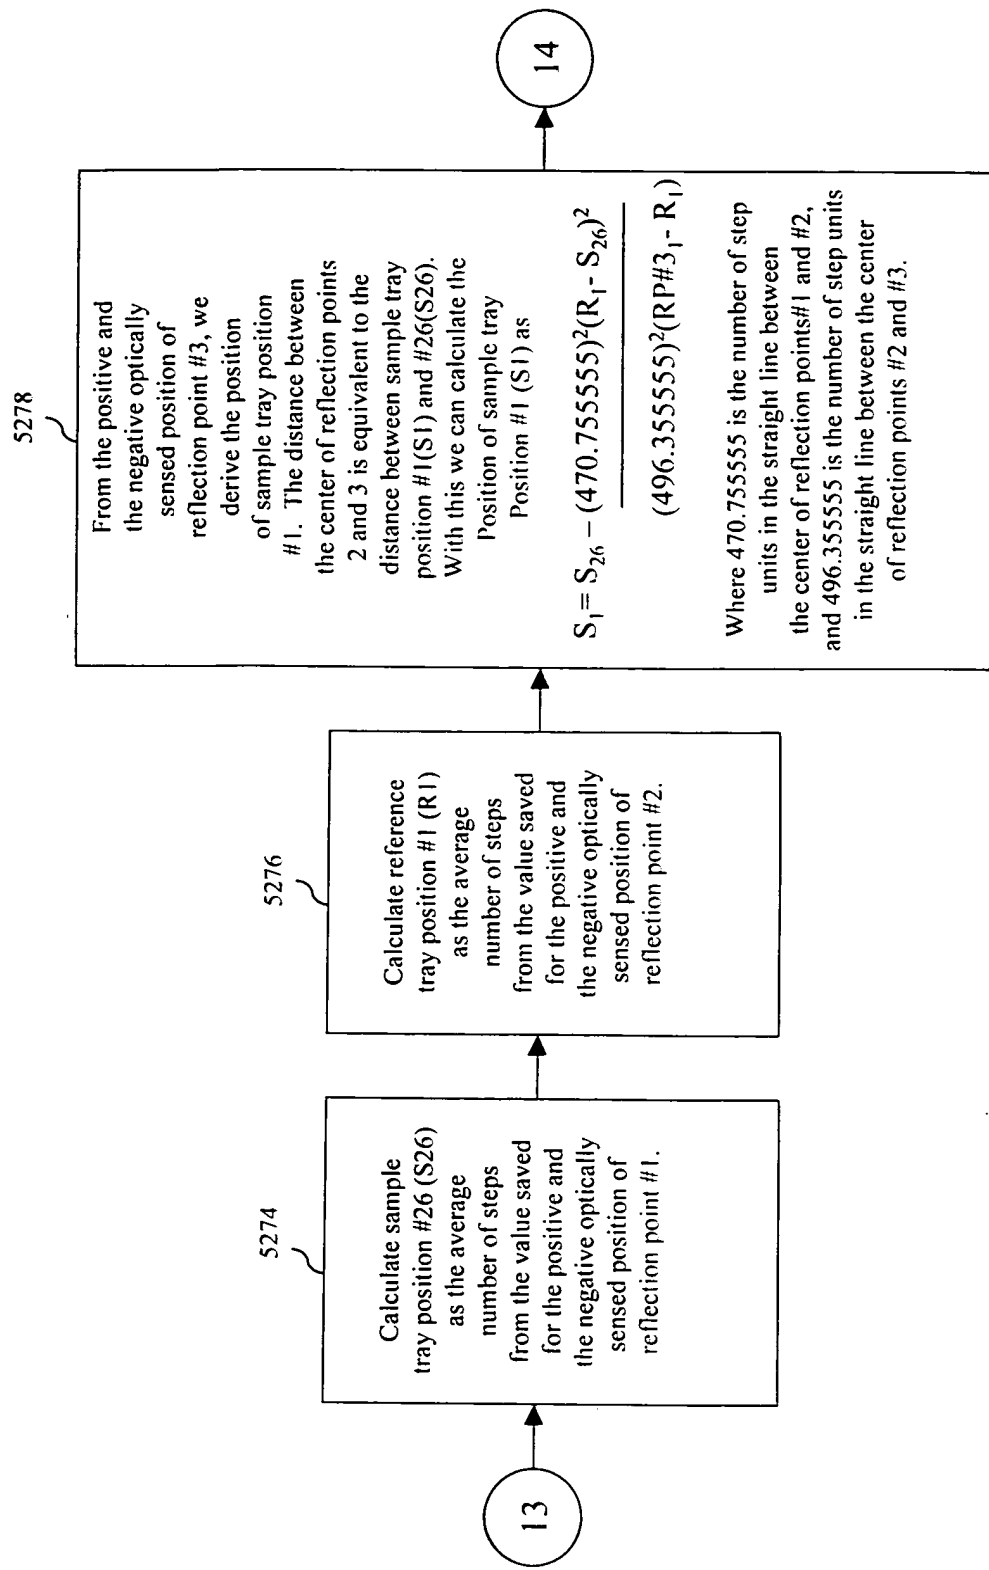 13
5274
Calculate sample
tray position #26 (S26)
as the average
number of steps
from the value saved
for the positive and
the negative optically
sensed position of
reflection point #1.
5276
Calculate reference
tray position #1 (R1)
as the average
number of steps
from the value saved
for the positive and
the negative optically
sensed position of
reflection point #2.
5278
From the positive and
the negative optically
sensed position of
reflection point #3, we
derive the position
of sample tray position
#1. The distance between
the center of reflection points
2 and 3 is equivalent to the
distance between sample tray
position #1(S1) and #26(S26).
With this we can calculate the
Position of sample tray
Position #1 (S1) as
S₁= S₂₆ – (470.755555)²(R₁- S₂₆)²
(496.355555)²(RP#3₁- R₁)
Where 470.755555 is the number of step
units in the straight line between
the center of reflection points#1 and #2,
and 496.355555 is the number of step units
in the straight line between the center
of reflection points #2 and #3.
14